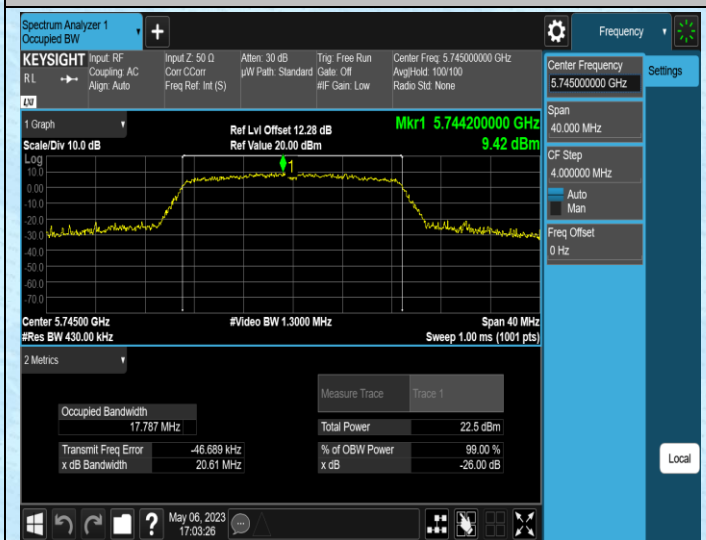 Spectrum Analyzer 1
Occupied BW
Frequency
KEYSIGHT
RL
LXI
Input: RF
Coupling: AC
Align: Auto
Input Z: 50 Ω
Corr CCorr
Freq Ref: Int (S)
Atten: 30 dB
µW Path: Standard
Trig: Free Run
Gate: Off
#IF Gain: Low
Center Freq: 5.745000000 GHz
Avg|Hold: 100/100
Radio Std: None
Center Frequency
5.745000000 GHz
Settings
Span
40.000 MHz
CF Step
4.000000 MHz
Auto
Man
Freq Offset
0 Hz
1 Graph
Scale/Div 10.0 dB
Ref Lvl Offset 12.28 dB
Ref Value 20.00 dBm
Mkr1 5.744200000 GHz
9.42 dBm
Log
10.0
0.00
-10.0
-20.0
-30.0
-40.0
-50.0
-60.0
-70.0
1
Center 5.74500 GHz
#Res BW 430.00 kHz
#Video BW 1.3000 MHz
Span 40 MHz
Sweep 1.00 ms (1001 pts)
2 Metrics
Measure Trace Trace 1
Occupied Bandwidth
17.787 MHz
Total Power 22.5 dBm
Transmit Freq Error -46.689 kHz
% of OBW Power 99.00 %
x dB Bandwidth 20.61 MHz
x dB -26.00 dB
Local
?
May 06, 2023
17:03:26